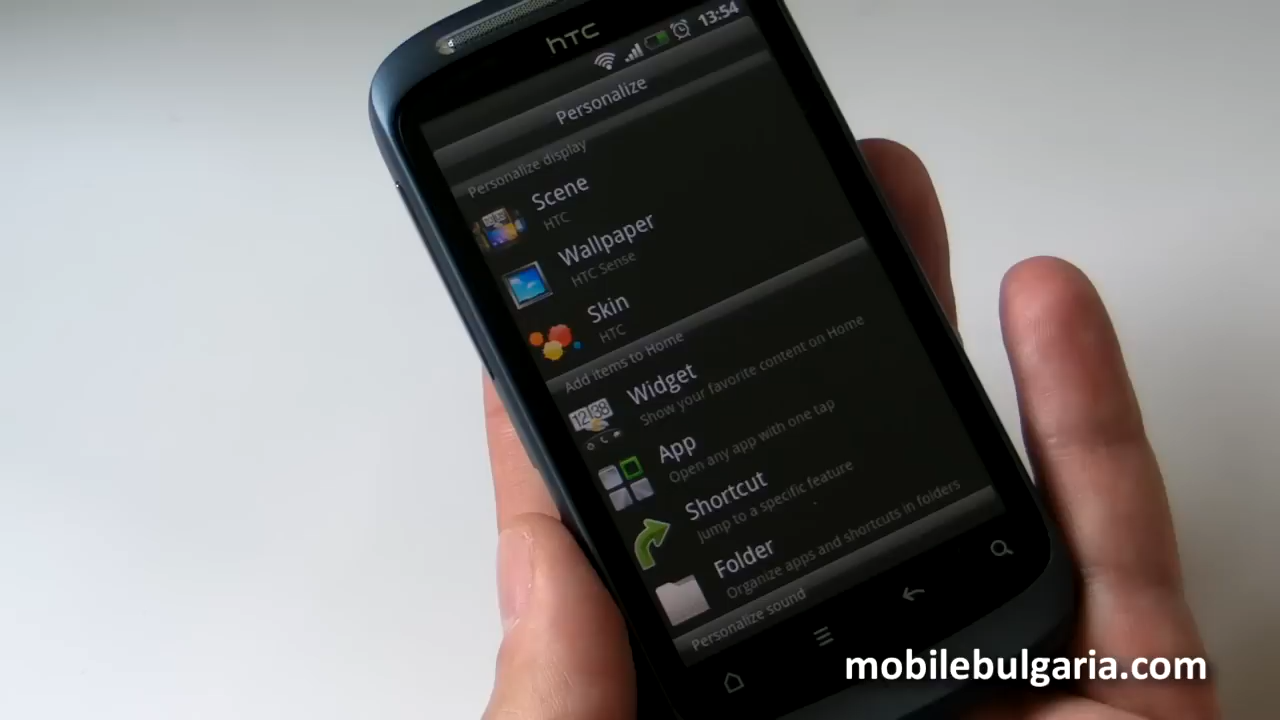 hTC
13:54
Personalize
Personalize display
Scene
HTC
Wallpaper
HTC Sense
Skin
HTC
Add items to Home
Widget
Show your favorite content on Home
App
Open any app with one tap
Shortcut
Jump to a specific feature
Folder
Organize apps and shortcuts in folders
Personalize sound
mobilebulgaria.com